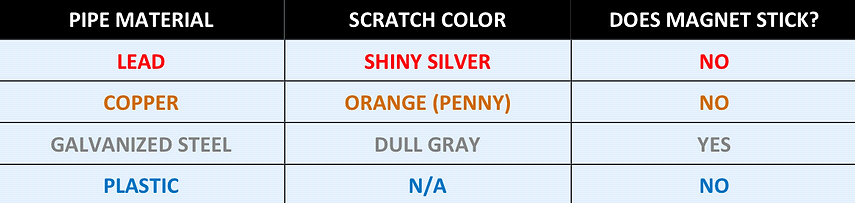 PIPE MATERIAL SCRATCH COLOR DOES MAGNET STICK?
LEAD SHINY SILVER NO
COPPER ORANGE (PENNY) NO
GALVANIZED STEEL DULL GRAY YES
PLASTIC N/A NO